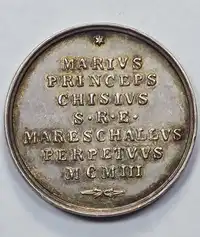 MARIVS
PRINCEPS
CHISIVS
S·R·E·
MARESCHALLVS
PERPETVVS
MCMIII